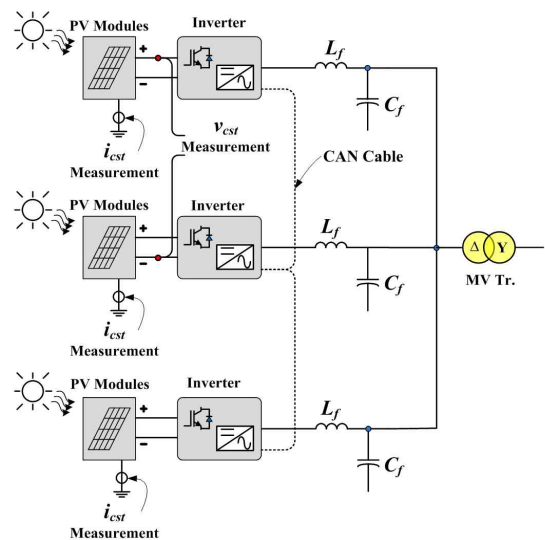 PV Modules
Inverter
+
−
L_f
C_f
i_cst
Measurement
v_cst
Measurement
CAN Cable
PV Modules
Inverter
+
−
L_f
C_f
Δ
Y
MV Tr.
i_cst
Measurement
PV Modules
Inverter
+
−
L_f
C_f
i_cst
Measurement